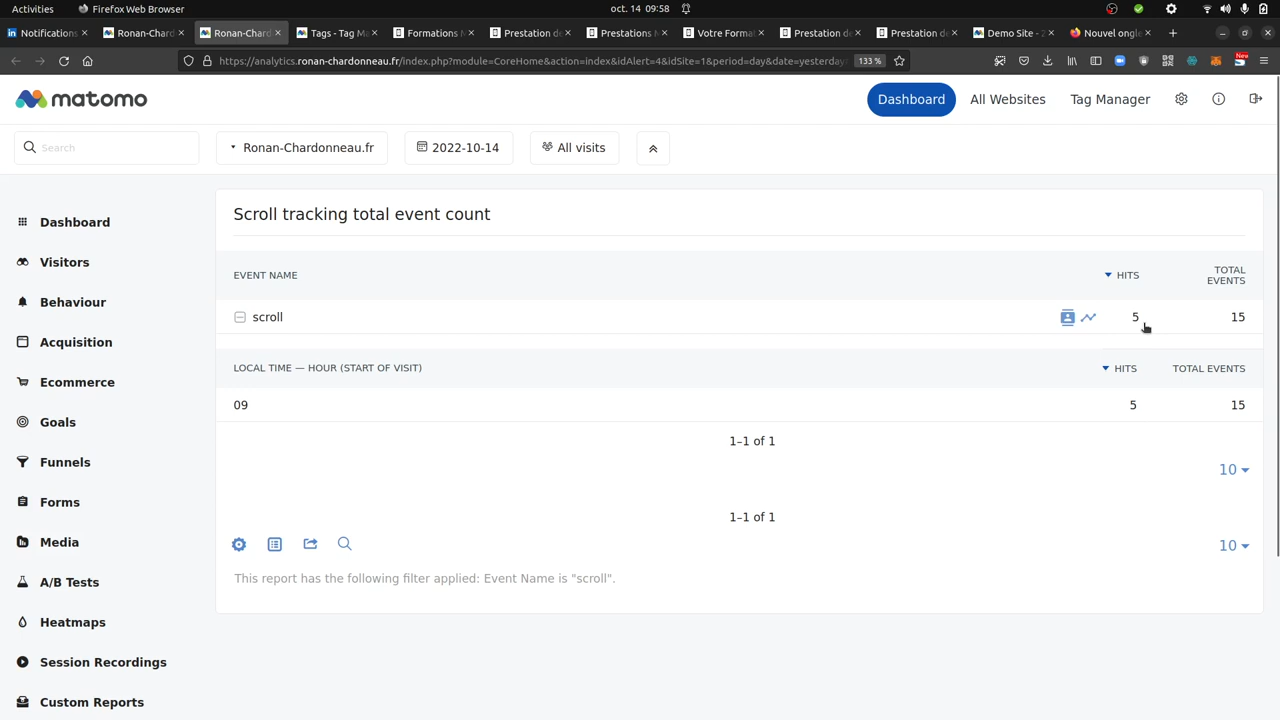 Activities
Firefox Web Browser
oct. 14 09:58
Notifications
Ronan-Chard
Ronan-Chard
Tags - Tag M
Formations M
Prestation de
Prestations M
Votre Format
Prestation de
Prestation de
Demo Site - 2
Nouvel ongle
https://analytics.ronan-chardonneau.fr/index.php?module=CoreHome&action=index&idAlert=4&idSite=1&period=day&date=yesterday
133 %
New
matomo
Dashboard
All Websites
Tag Manager
Search
Ronan-Chardonneau.fr
2022-10-14
All visits
Dashboard
Visitors
Behaviour
Acquisition
Ecommerce
Goals
Funnels
Forms
Media
A/B Tests
Heatmaps
Session Recordings
Custom Reports
Scroll tracking total event count
EVENT NAME
HITS
TOTAL
EVENTS
scroll
5
15
LOCAL TIME — HOUR (START OF VISIT)
HITS
TOTAL EVENTS
09
5
15
1–1 of 1
10
1–1 of 1
10
This report has the following filter applied: Event Name is "scroll".